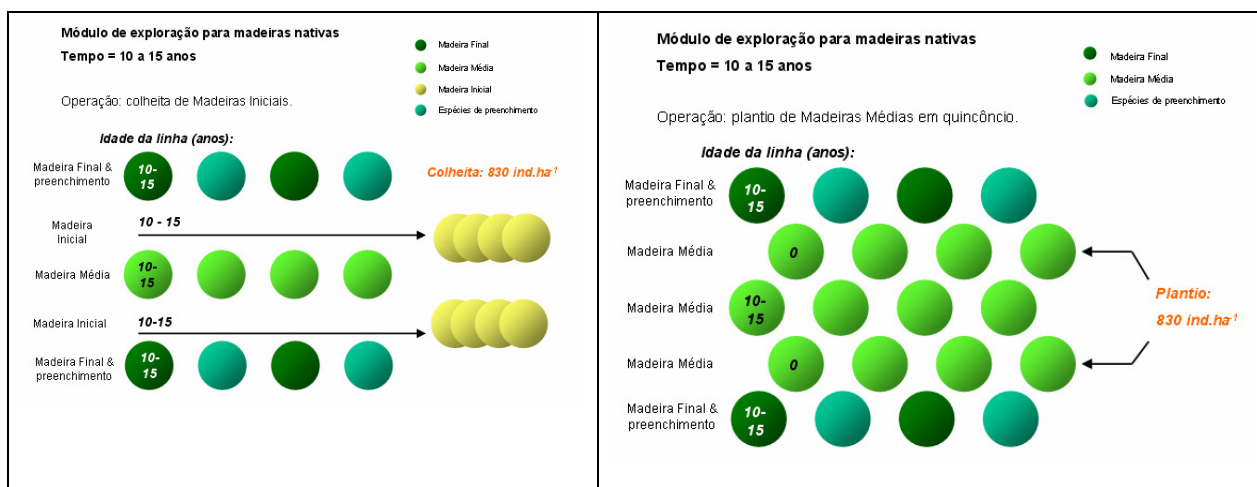 Módulo de exploração para madeiras nativas
Tempo = 10 a 15 anos
Madeira Final
Madeira Média
Madeira Inicial
Espécies de preenchimento
Operação: colheita de Madeiras Iniciais.
Idade da linha (anos):
Madeira Final &
preenchimento
10-
15
Colheita: 830 ind.ha⁻¹
Madeira
Inicial
10 - 15
Madeira Média
10-
15
Madeira Inicial
10-15
Madeira Final &
preenchimento
10-
15
Módulo de exploração para madeiras nativas
Tempo = 10 a 15 anos
Madeira Final
Madeira Média
Espécies de preenchimento
Operação: plantio de Madeiras Médias em quincôncio.
Idade da linha (anos):
Madeira Final &
preenchimento
10-
15
Madeira Média
0
Madeira Média
10-
15
Plantio:
830 ind.ha⁻¹
Madeira Média
0
Madeira Final &
preenchimento
10-
15